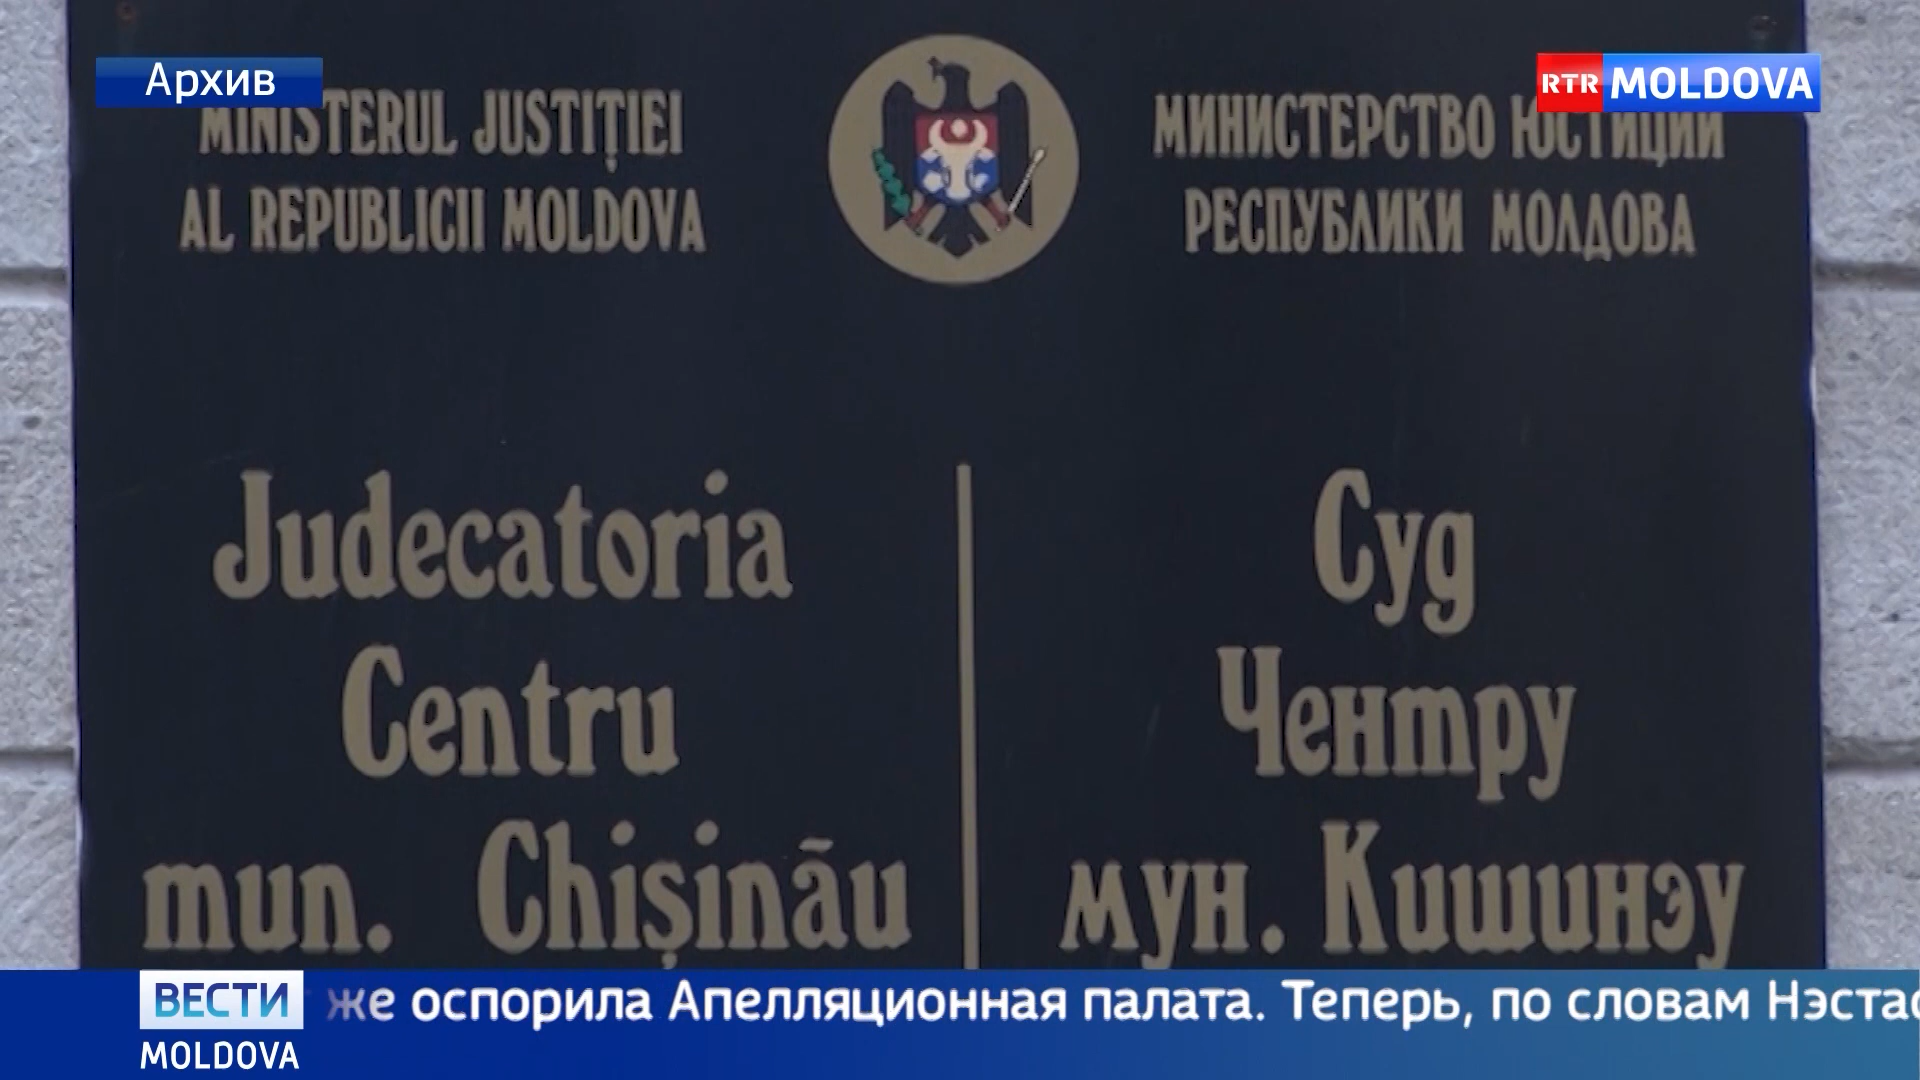 Архив
RTR MOLDOVA
MINISTERUL JUSTIȚIEI
AL REPUBLICII MOLDOVA
МИНИСТЕРСТВО ЮСТИЦИИ
РЕСПУБЛИКИ МОЛДОВА
Judecatoria
Centru
mun. Chișinău
Суд
Чентру
мун. Кишинэу
ВЕСТИ
MOLDOVA
же оспорила Апелляционная палата. Теперь, по словам